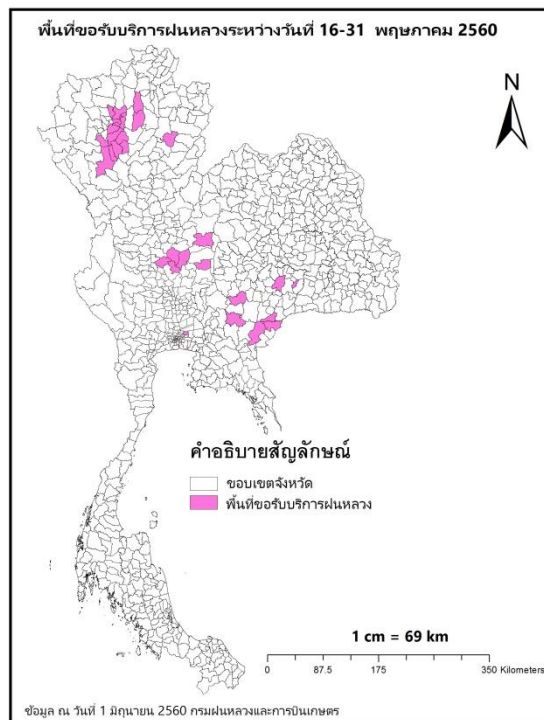 พื้นที่ขอรับบริการฝนหลวงระหว่างวันที่ 16-31 พฤษภาคม 2560
N
คำอธิบายสัญลักษณ์
ขอบเขตจังหวัด
พื้นที่ขอรับบริการฝนหลวง
1 cm = 69 km
0 87.5 175 350 Kilometers
ข้อมูล ณ วันที่ 1 มิถุนายน 2560 กรมฝนหลวงและการบินเกษตร